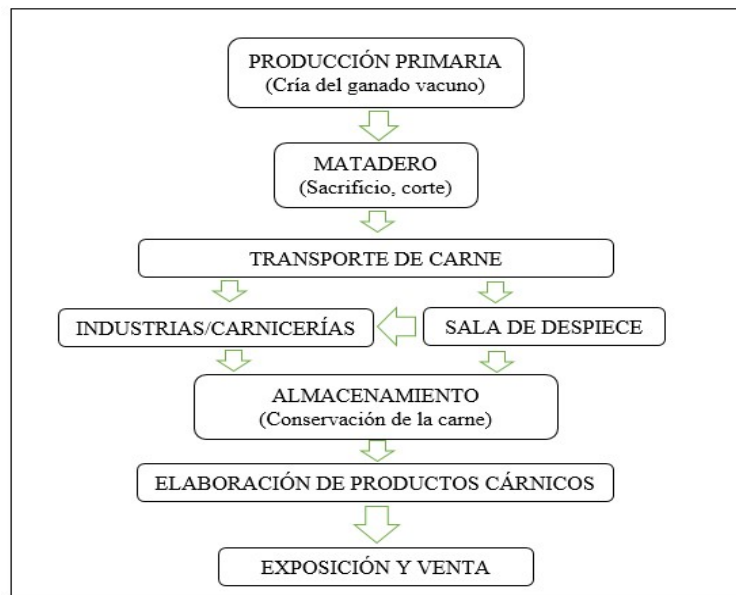 PRODUCCIÓN PRIMARIA
(Cría del ganado vacuno)
MATADERO
(Sacrificio, corte)
TRANSPORTE DE CARNE
INDUSTRIAS/CARNICERÍAS
SALA DE DESPIECE
ALMACENAMIENTO
(Conservación de la carne)
ELABORACIÓN DE PRODUCTOS CÁRNICOS
EXPOSICIÓN Y VENTA